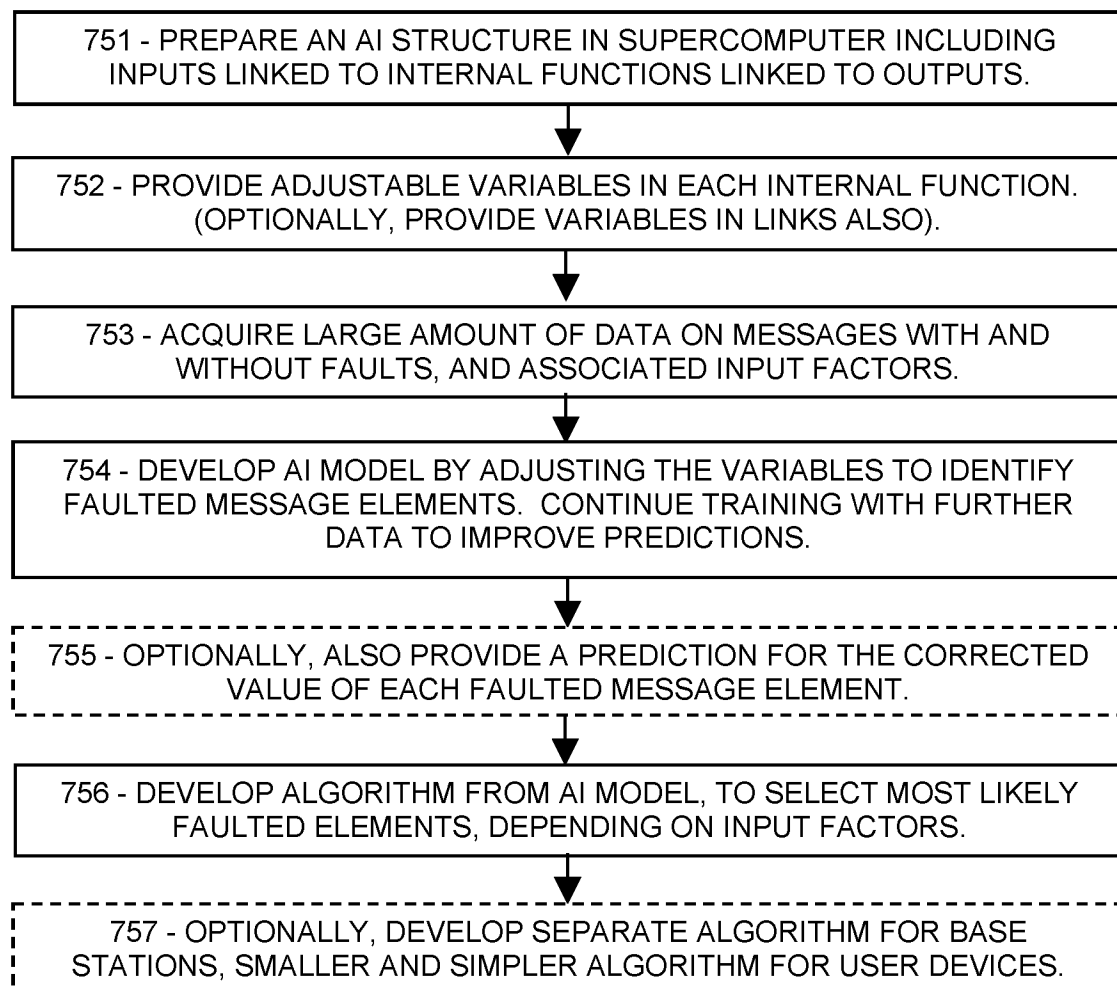 751 - PREPARE AN AI STRUCTURE IN SUPERCOMPUTER INCLUDING
INPUTS LINKED TO INTERNAL FUNCTIONS LINKED TO OUTPUTS.
752 - PROVIDE ADJUSTABLE VARIABLES IN EACH INTERNAL FUNCTION.
(OPTIONALLY, PROVIDE VARIABLES IN LINKS ALSO).
753 - ACQUIRE LARGE AMOUNT OF DATA ON MESSAGES WITH AND
WITHOUT FAULTS, AND ASSOCIATED INPUT FACTORS.
754 - DEVELOP AI MODEL BY ADJUSTING THE VARIABLES TO IDENTIFY
FAULTED MESSAGE ELEMENTS. CONTINUE TRAINING WITH FURTHER
DATA TO IMPROVE PREDICTIONS.
755 - OPTIONALLY, ALSO PROVIDE A PREDICTION FOR THE CORRECTED
VALUE OF EACH FAULTED MESSAGE ELEMENT.
756 - DEVELOP ALGORITHM FROM AI MODEL, TO SELECT MOST LIKELY
FAULTED ELEMENTS, DEPENDING ON INPUT FACTORS.
757 - OPTIONALLY, DEVELOP SEPARATE ALGORITHM FOR BASE
STATIONS, SMALLER AND SIMPLER ALGORITHM FOR USER DEVICES.